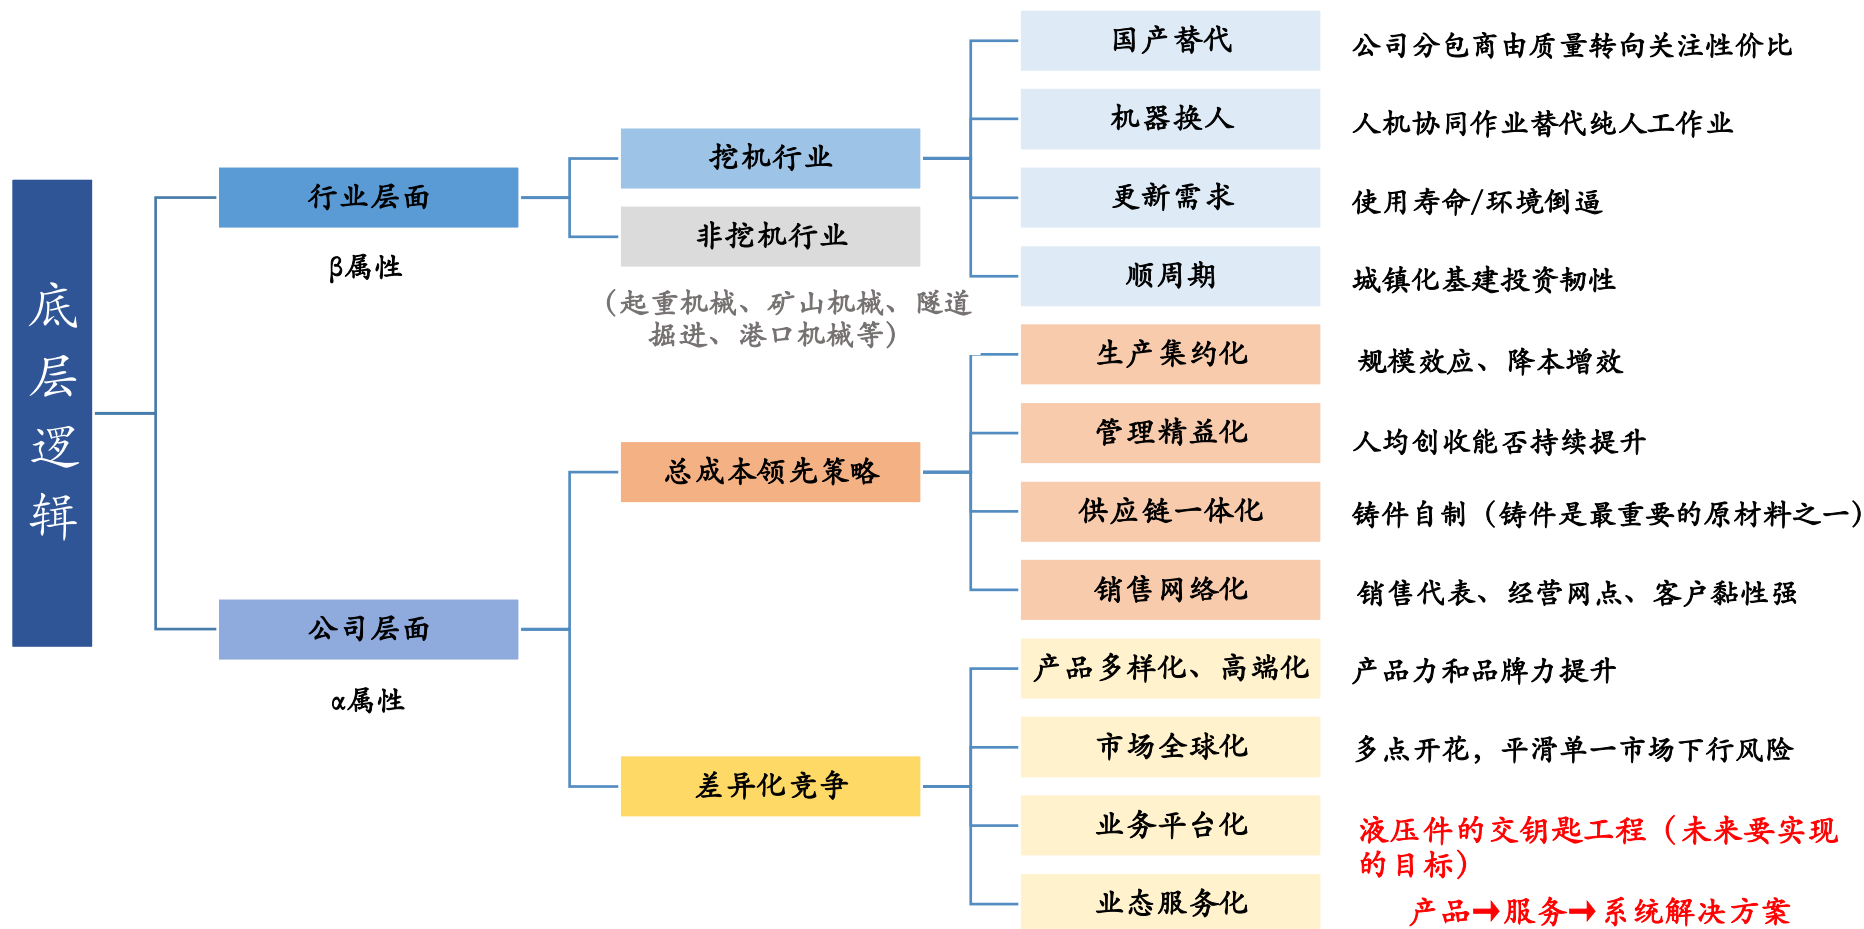 底层逻辑
行业层面
β属性
挖机行业
非挖机行业
（起重机械、矿山机械、隧道
掘进、港口机械等）
国产替代
公司分包商由质量转向关注性价比
机器换人
人机协同作业替代纯人工作业
更新需求
使用寿命/环境倒逼
顺周期
城镇化基建投资韧性
公司层面
α属性
总成本领先策略
生产集约化
规模效应、降本增效
管理精益化
人均创收能否持续提升
供应链一体化
铸件自制（铸件是最重要的原材料之一）
销售网络化
销售代表、经营网点、客户黏性强
差异化竞争
产品多样化、高端化
产品力和品牌力提升
市场全球化
多点开花，平滑单一市场下行风险
业务平台化
液压件的交钥匙工程（未来要实现
的目标）
业态服务化
产品→服务→系统解决方案